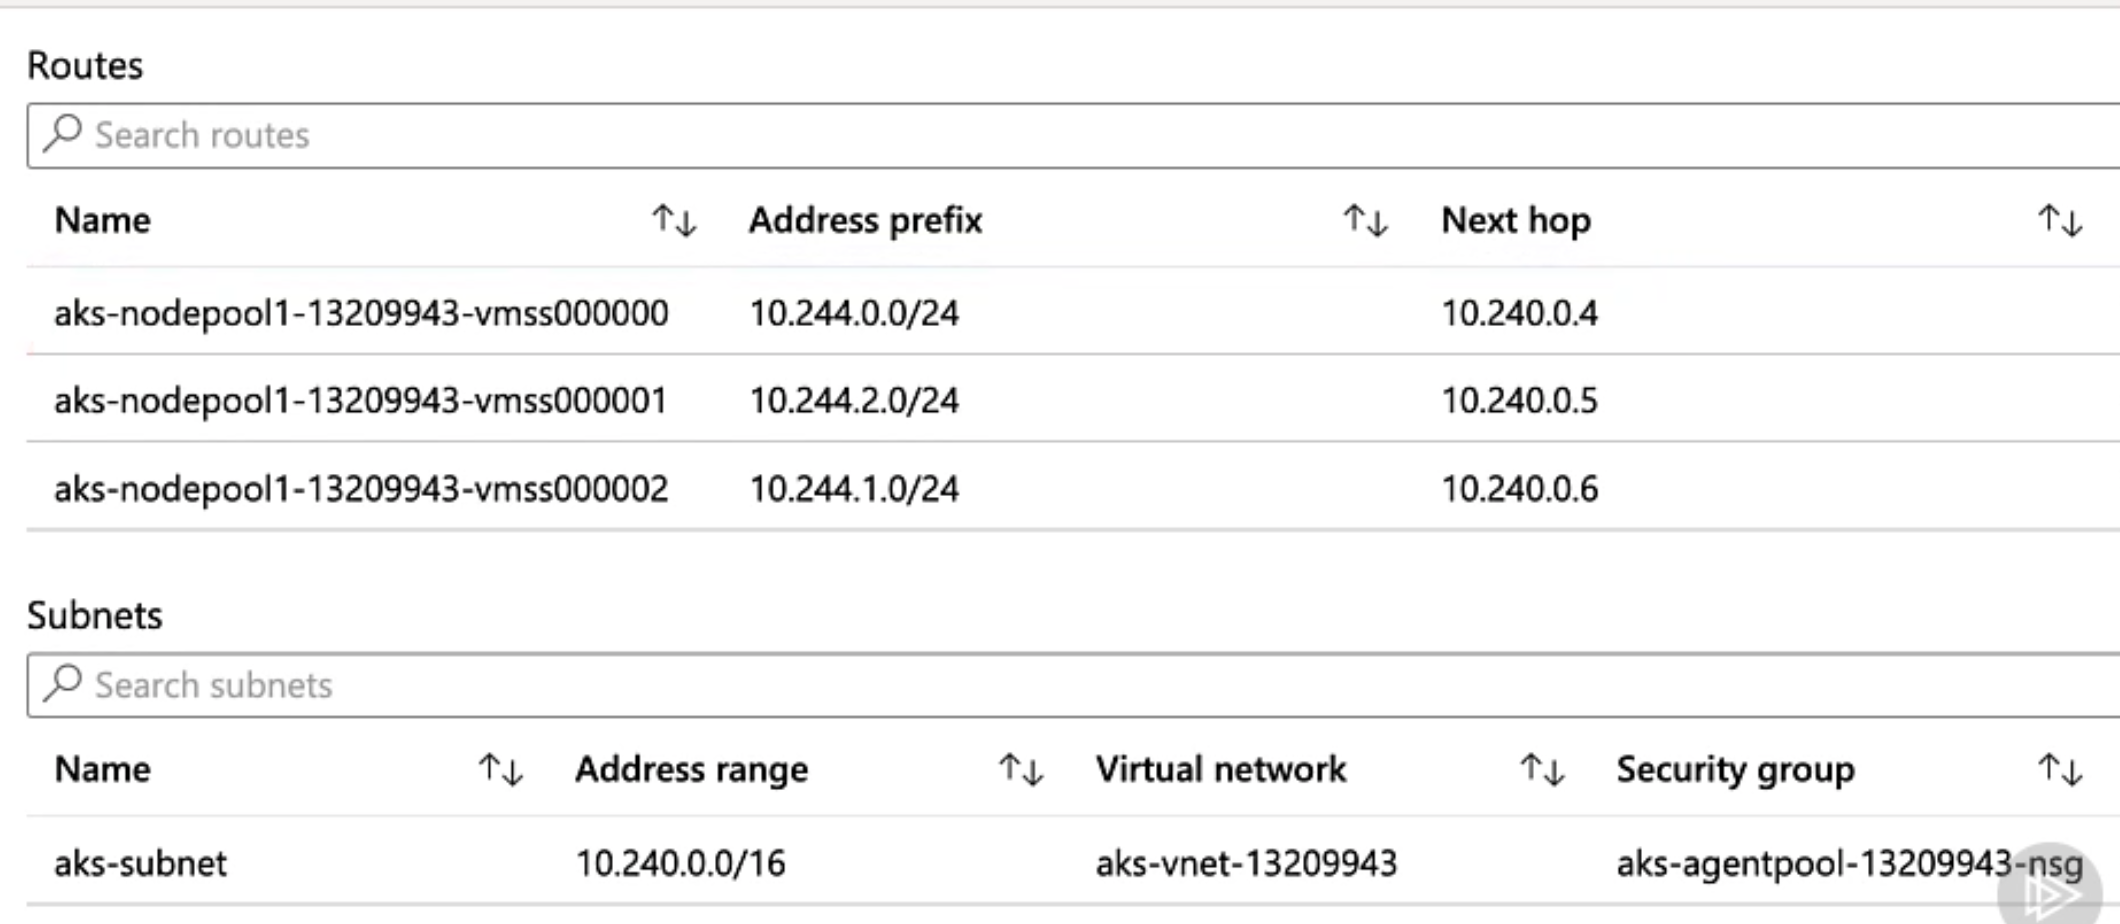 Routes
Search routes
Name Address prefix Next hop
aks-nodepool1-13209943-vmss000000 10.244.0.0/24 10.240.0.4
aks-nodepool1-13209943-vmss000001 10.244.2.0/24 10.240.0.5
aks-nodepool1-13209943-vmss000002 10.244.1.0/24 10.240.0.6
Subnets
Search subnets
Name Address range Virtual network Security group
aks-subnet 10.240.0.0/16 aks-vnet-13209943 aks-agentpool-13209943-nsg